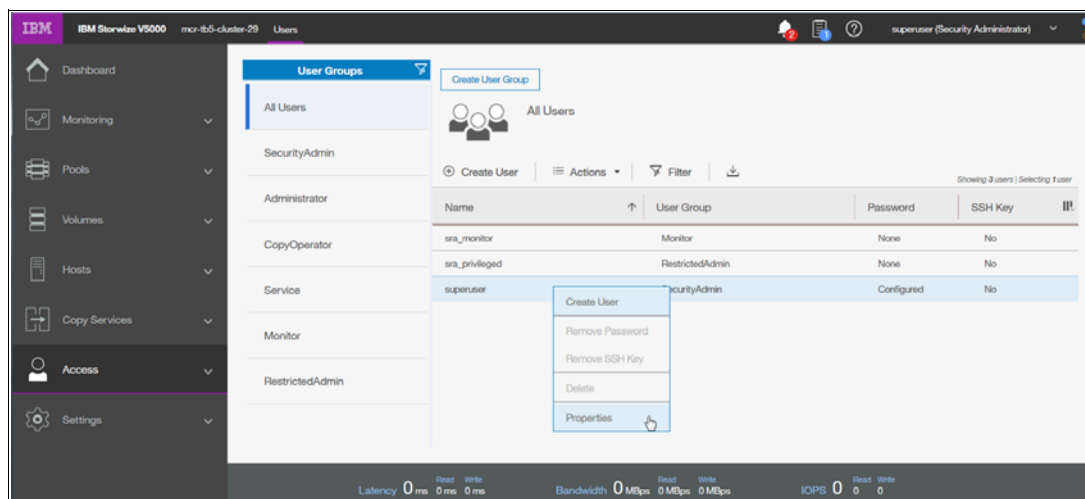 IBM IBM Storwize V5000 mcr-tb5-cluster-29 Users 2 1 superuser (Security Administrator)
Dashboard
Monitoring
Pools
Volumes
Hosts
Copy Services
Access
Settings
User Groups
All Users
SecurityAdmin
Administrator
CopyOperator
Service
Monitor
RestrictedAdmin
Create User Group
All Users
Create User Actions Filter
Showing 3 users | Selecting 1 user
Name User Group Password SSH Key
sra_monitor Monitor None No
sra_privileged RestrictedAdmin None No
superuser ecurityAdmin Configured No
Create User
Remove Password
Remove SSH Key
Delete
Properties
Latency 0 ms Read 0 ms Write 0 ms Bandwidth 0 MBps Read 0 MBps Write 0 MBps IOPS 0 Read 0 Write 0